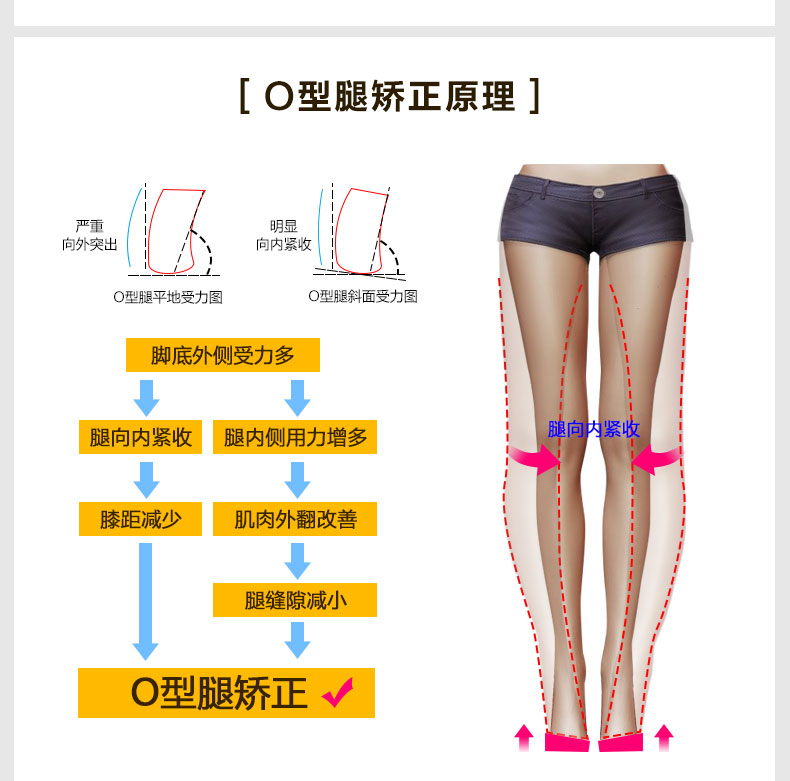 [ O型腿矫正原理 ]
严重
向外突出
明显
向内紧收
O型腿平地受力图
O型腿斜面受力图
脚底外侧受力多
腿向内紧收
腿内侧用力增多
膝距减少
肌肉外翻改善
腿缝隙减小
O型腿矫正
腿向内紧收